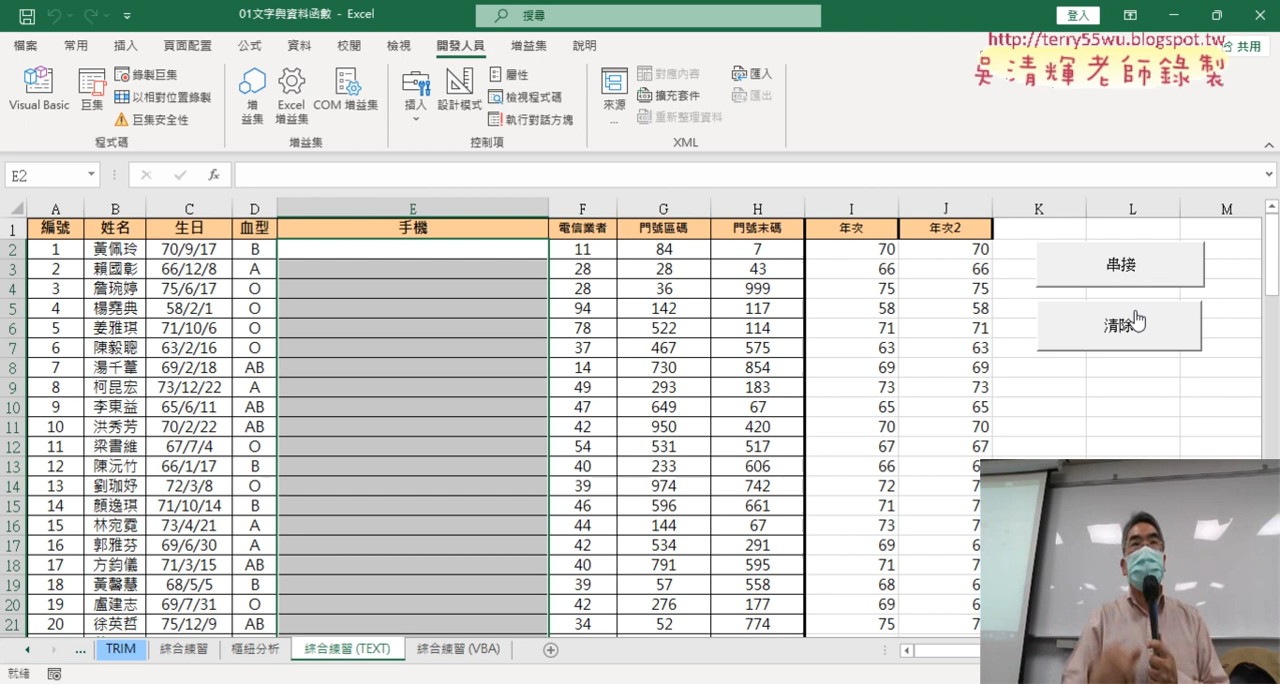 01文字與資料函數 - Excel
搜尋
登入
檔案 常用 插入 頁面配置 公式 資料 校閱 檢視 開發人員 增益集 說明
共用
http://terry55wu.blogspot.tw
吳清輝老師錄製
Visual Basic 巨集 錄製巨集 以相對位置錄製 巨集安全性
增益集 Excel 增益集 COM 增益集
插入 設計模式 屬性 檢視程式碼 執行對話方塊
來源... 對應內容 擴充套件 重新整理資料 匯入 匯出
程式碼 增益集 控制項 XML
E2 fx
A B C D E F G H I J K L M
1 編號 姓名 生日 血型 手機 電信業者 門號區碼 門號末碼 年次 年次2
2 1 黃佩玲 70/9/17 B 11 84 7 70 70
3 2 賴國彰 66/12/8 A 28 28 43 66 66
4 3 詹琬婷 75/6/17 O 28 36 999 75 75
5 4 楊堯典 58/2/1 O 94 142 117 58 58
6 5 姜雅琪 71/10/6 O 78 522 114 71 71
7 6 陳毅聰 63/2/16 O 37 467 575 63 63
8 7 湯千葦 69/2/18 AB 14 730 854 69 69
9 8 柯昆宏 73/12/22 A 49 293 183 73 73
10 9 李東益 65/6/11 AB 47 649 67 65 65
11 10 洪秀芳 70/2/22 AB 42 950 420 70 70
12 11 梁書維 67/7/4 O 54 531 517 67 67
13 12 陳沅竹 66/1/17 B 40 233 606 66 6
14 13 劉珈妤 72/3/8 O 39 974 742 72 7
15 14 顏逸琪 71/10/14 B 46 596 661 71 7
16 15 林宛霓 73/4/21 A 44 144 67 73 7
17 16 郭雅芬 69/6/30 A 42 534 291 69 6
18 17 方鈞儀 71/3/15 AB 40 791 595 71 7
19 18 黃馨慧 68/5/5 B 39 57 558 68 6
20 19 盧建志 69/7/31 O 42 276 177 69 6
21 20 徐英哲 75/12/9 AB 34 52 774 75 7
串接
清除
... TRIM 綜合練習 樞紐分析 綜合練習 (TEXT) 綜合練習 (VBA)
就緒